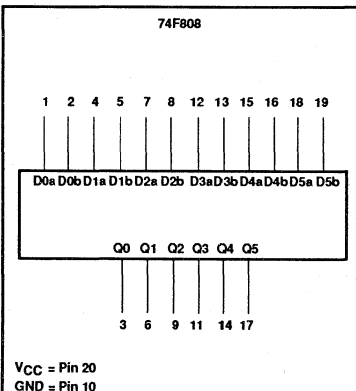 74F808
1 2 4 5 7 8 12 13 15 16 18 19
D0a D0b D1a D1b D2a D2b D3a D3b D4a D4b D5a D5b
Q0 Q1 Q2 Q3 Q4 Q5
3 6 9 11 14 17
VCC = Pin 20
GND = Pin 10